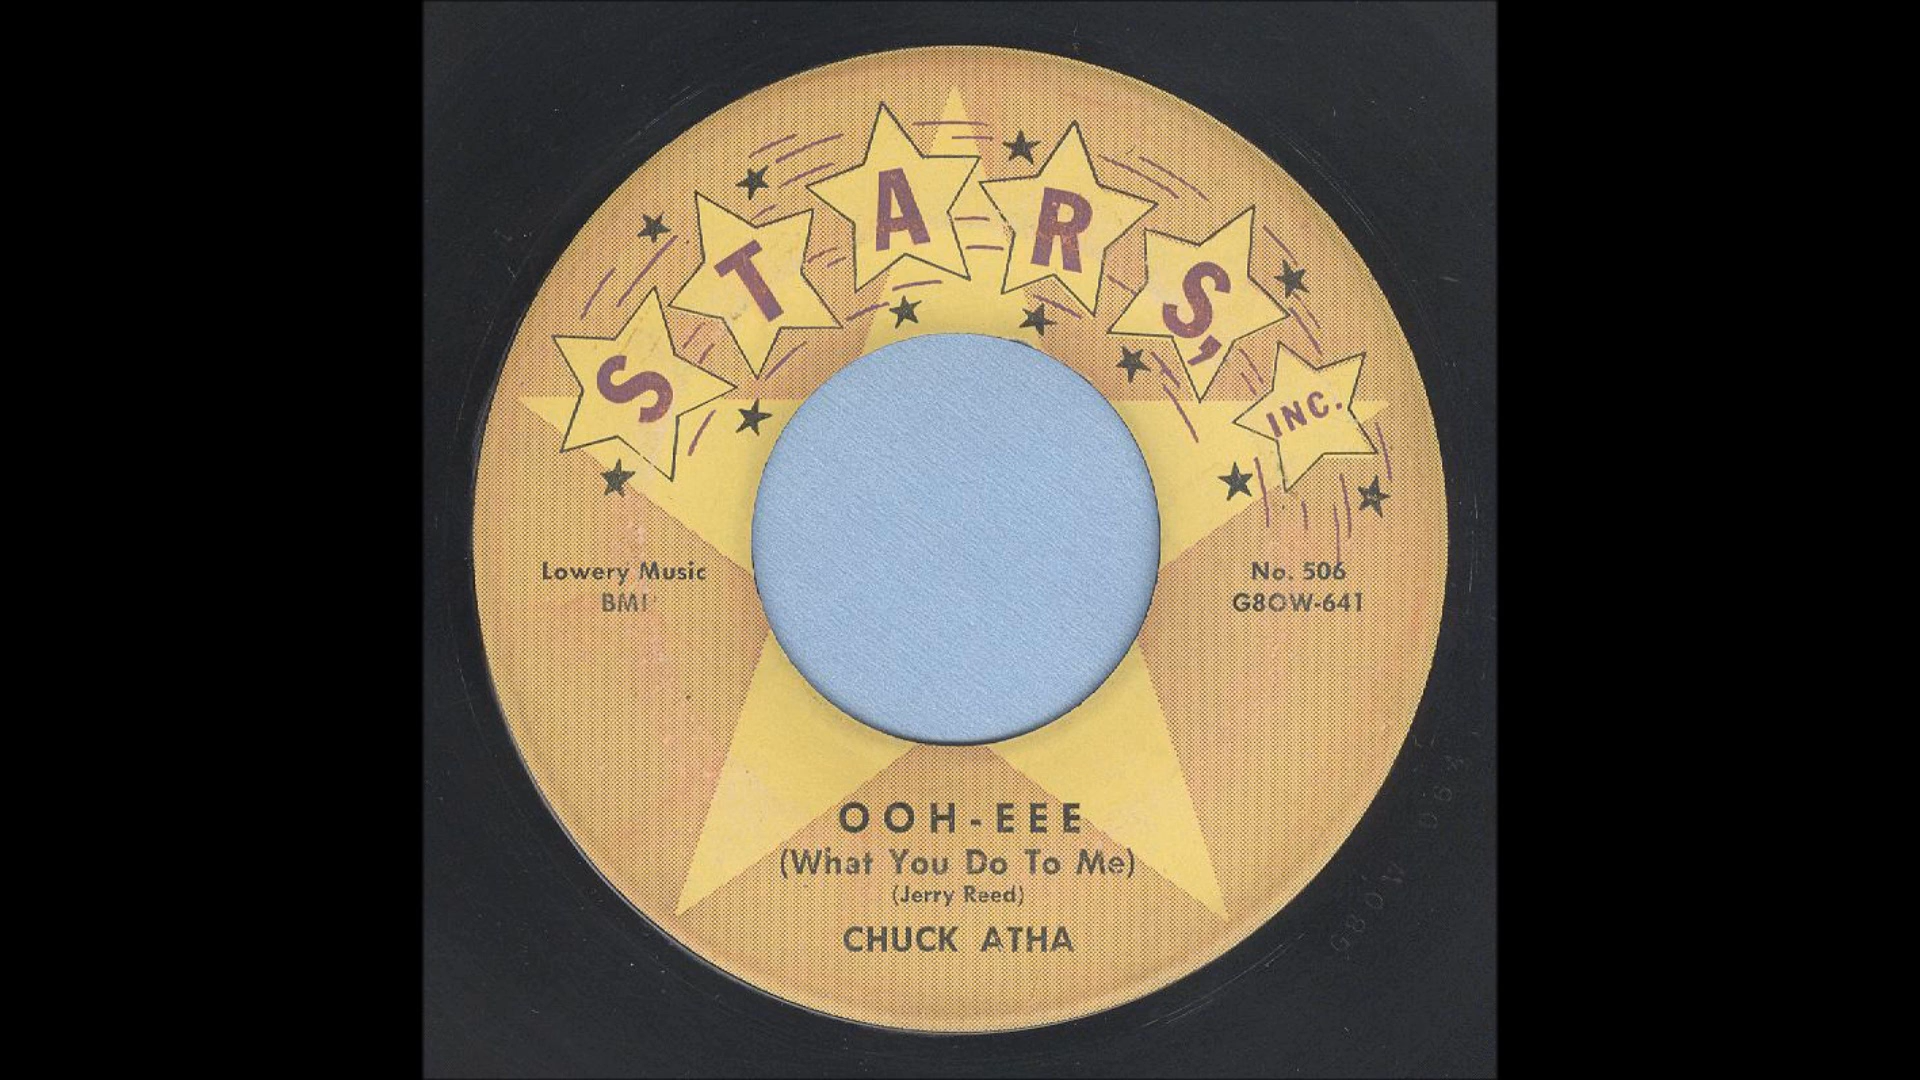 STARS, INC.
Lowery Music
BMI
No. 506
G8OW-641
OOH-EEE
(What You Do To Me)
(Jerry Reed)
CHUCK ATHA